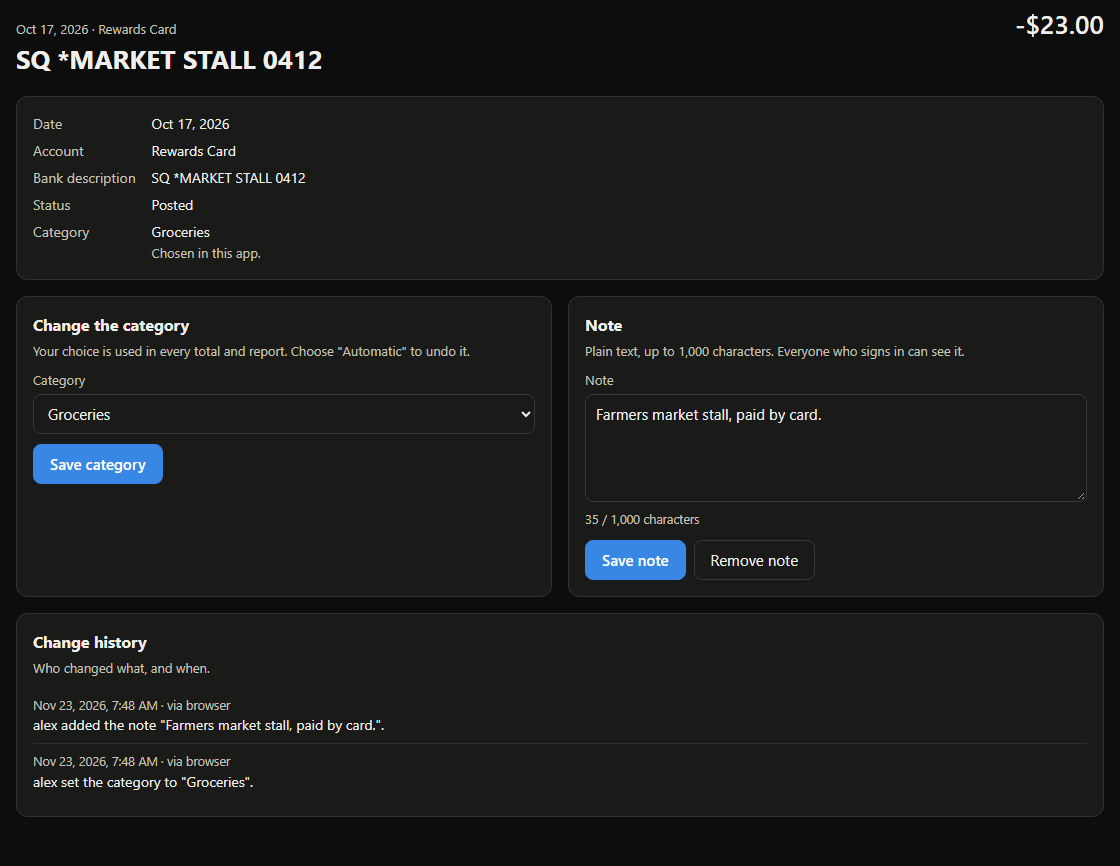 Oct 17, 2026 · Rewards Card
-$23.00
SQ *MARKET STALL 0412
Date Oct 17, 2026
Account Rewards Card
Bank description SQ *MARKET STALL 0412
Status Posted
Category Groceries
Chosen in this app.
Change the category
Your choice is used in every total and report. Choose "Automatic" to undo it.
Category
Groceries
Save category
Note
Plain text, up to 1,000 characters. Everyone who signs in can see it.
Note
Farmers market stall, paid by card.
35 / 1,000 characters
Save note
Remove note
Change history
Who changed what, and when.
Nov 23, 2026, 7:48 AM · via browser
alex added the note "Farmers market stall, paid by card.".
Nov 23, 2026, 7:48 AM · via browser
alex set the category to "Groceries".